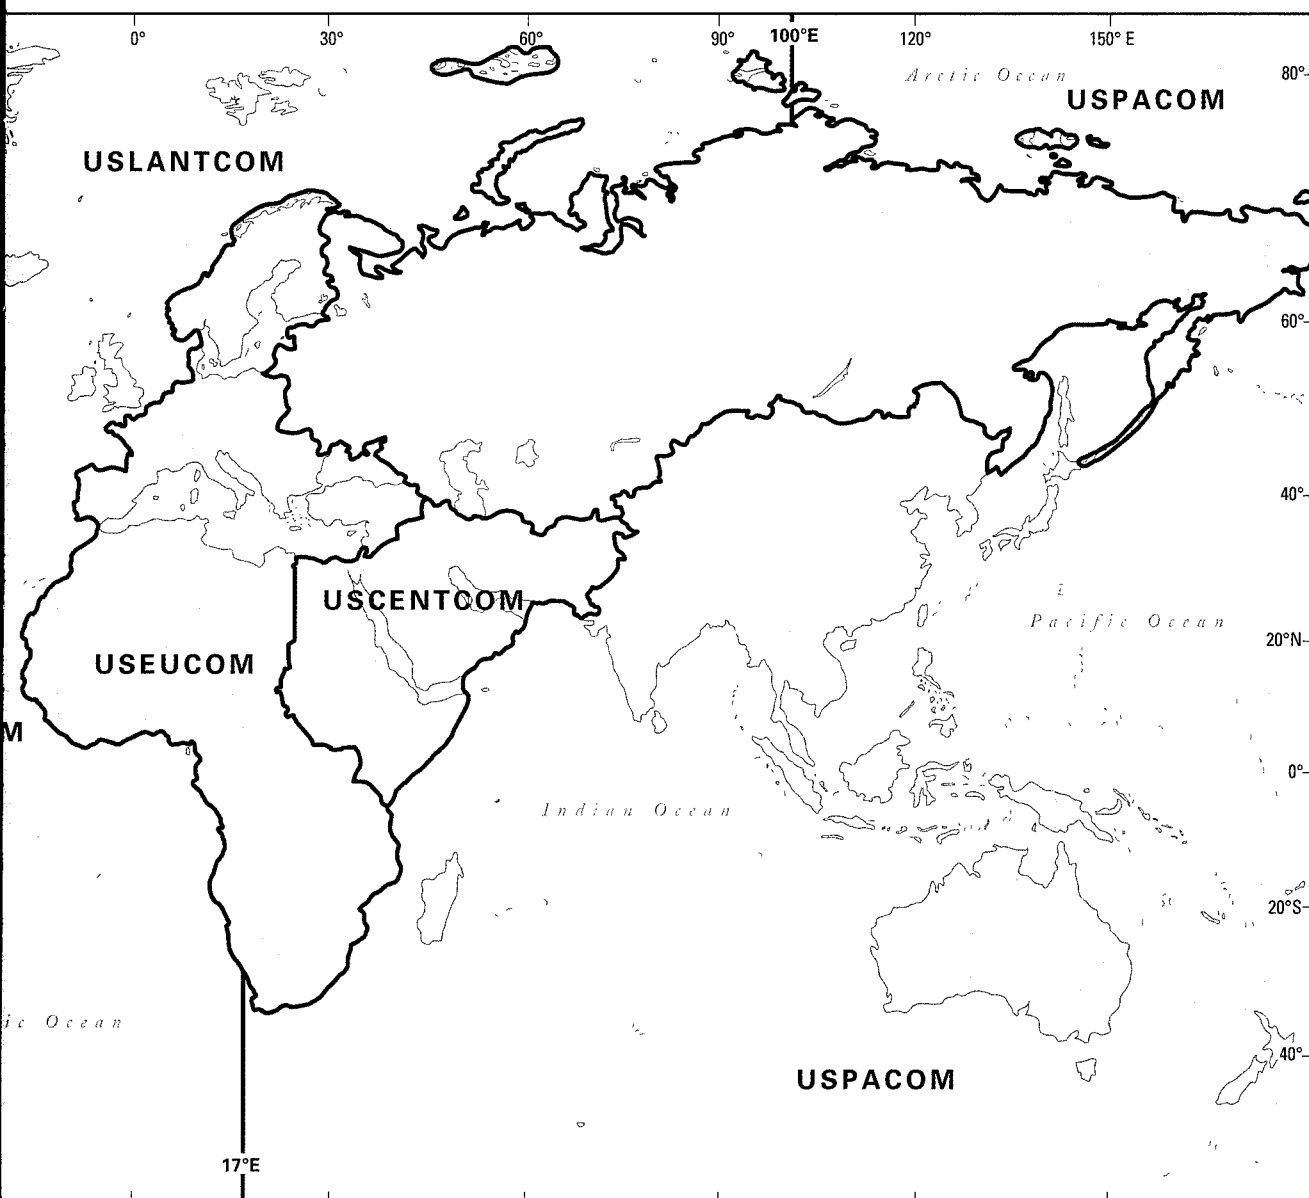 0° 30° 60° 90° 100°E 120° 150° E
80°
Arctic Ocean
USPACOM
USLANTCOM
60°
40°
USCENTCOM
Pacific Ocean
20°N
USEUCOM
M
0°
Indian Ocean
20°S
ic Ocean
40°
USPACOM
17°E